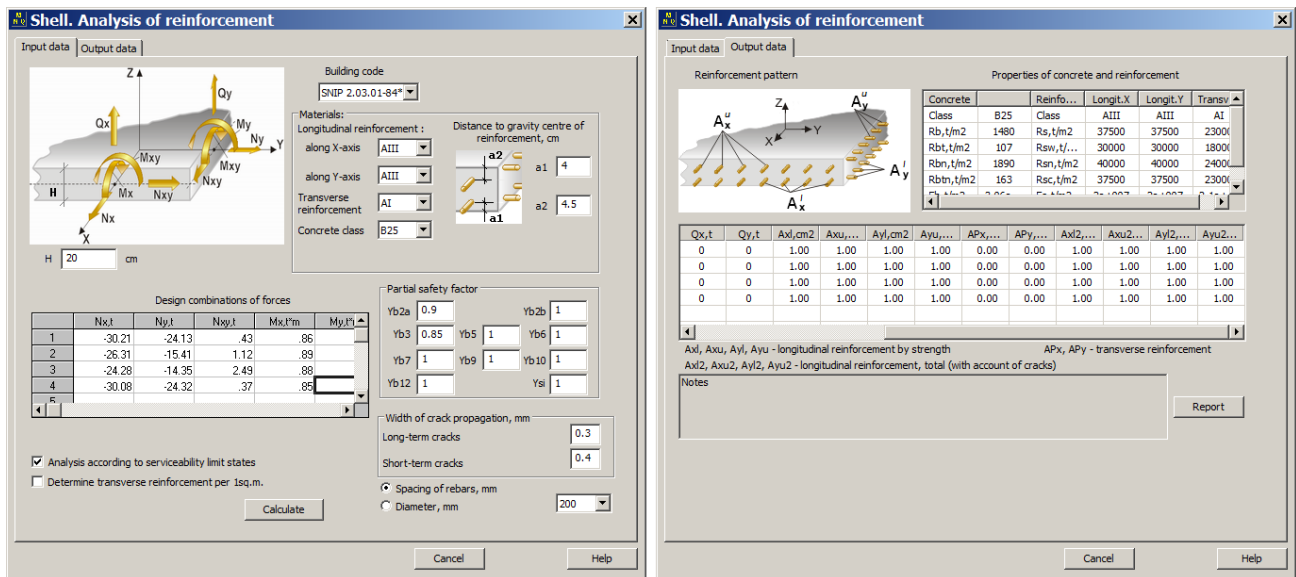 Shell. Analysis of reinforcement
Input data Output data
Z
Y
X
Qy
Qx
My
Ny
Mxy
Mxy
Nxy
H
Mx
Nxy
Nx
H 20 cm
Building code
SNIP 2.03.01-84*
Materials:
Longitudinal reinforcement :
along X-axis AIII
along Y-axis AIII
Transverse reinforcement AI
Concrete class B25
Distance to gravity centre of
reinforcement, cm
a2
a1
a1 4
a2 4.5
Design combinations of forces
Nx,t Ny,t Nxy,t Mx,t*m
1 -30.21 -24.13 .43 .86
2 -26.31 -15.41 1.12 .89
3 -24.28 -14.35 2.49 .88
4 -30.08 -24.32 .37 .85
Partial safety factor
Yb2a 0.9 Yb2b 1
Yb3 0.85 Yb5 1 Yb6 1
Yb7 1 Yb9 1 Yb10 1
Yb12 1 Ysi 1
Width of crack propagation, mm
Long-term cracks 0.3
Short-term cracks 0.4
Analysis according to serviceability limit states
Determine transverse reinforcement per 1sq.m.
Calculate
Spacing of rebars, mm
Diameter, mm
200
Cancel Help
Shell. Analysis of reinforcement
Input data Output data
Reinforcement pattern
Z
Y
X
Axu
Ayu
Ayl
Axl
Properties of concrete and reinforcement
Concrete Reinfo... Longit.X Longit.Y Transv
Class B25 Class AIII AIII AI
Rb,t/m2 1480 Rs,t/m2 37500 37500 23000
Rbt,t/m2 107 Rsw,t/... 30000 30000 18000
Rbn,t/m2 1890 Rsn,t/m2 40000 40000 24000
Rbtn,t/m2 163 Rsc,t/m2 37500 37500 23000
Qx,t Qy,t Axl,cm2 Axu,... Ayl,cm2 Ayu,... APx,... APy,... Axl2,... Axu2... Ayl2,... Ayu2...
0 0 1.00 1.00 1.00 1.00 0.00 0.00 1.00 1.00 1.00 1.00
0 0 1.00 1.00 1.00 1.00 0.00 0.00 1.00 1.00 1.00 1.00
0 0 1.00 1.00 1.00 1.00 0.00 0.00 1.00 1.00 1.00 1.00
0 0 1.00 1.00 1.00 1.00 0.00 0.00 1.00 1.00 1.00 1.00
Axl, Axu, Ayl, Ayu - longitudinal reinforcement by strength APx, APy - transverse reinforcement
Axl2, Axu2, Ayl2, Ayu2 - longitudinal reinforcement, total (with account of cracks)
Notes
Report
Cancel Help